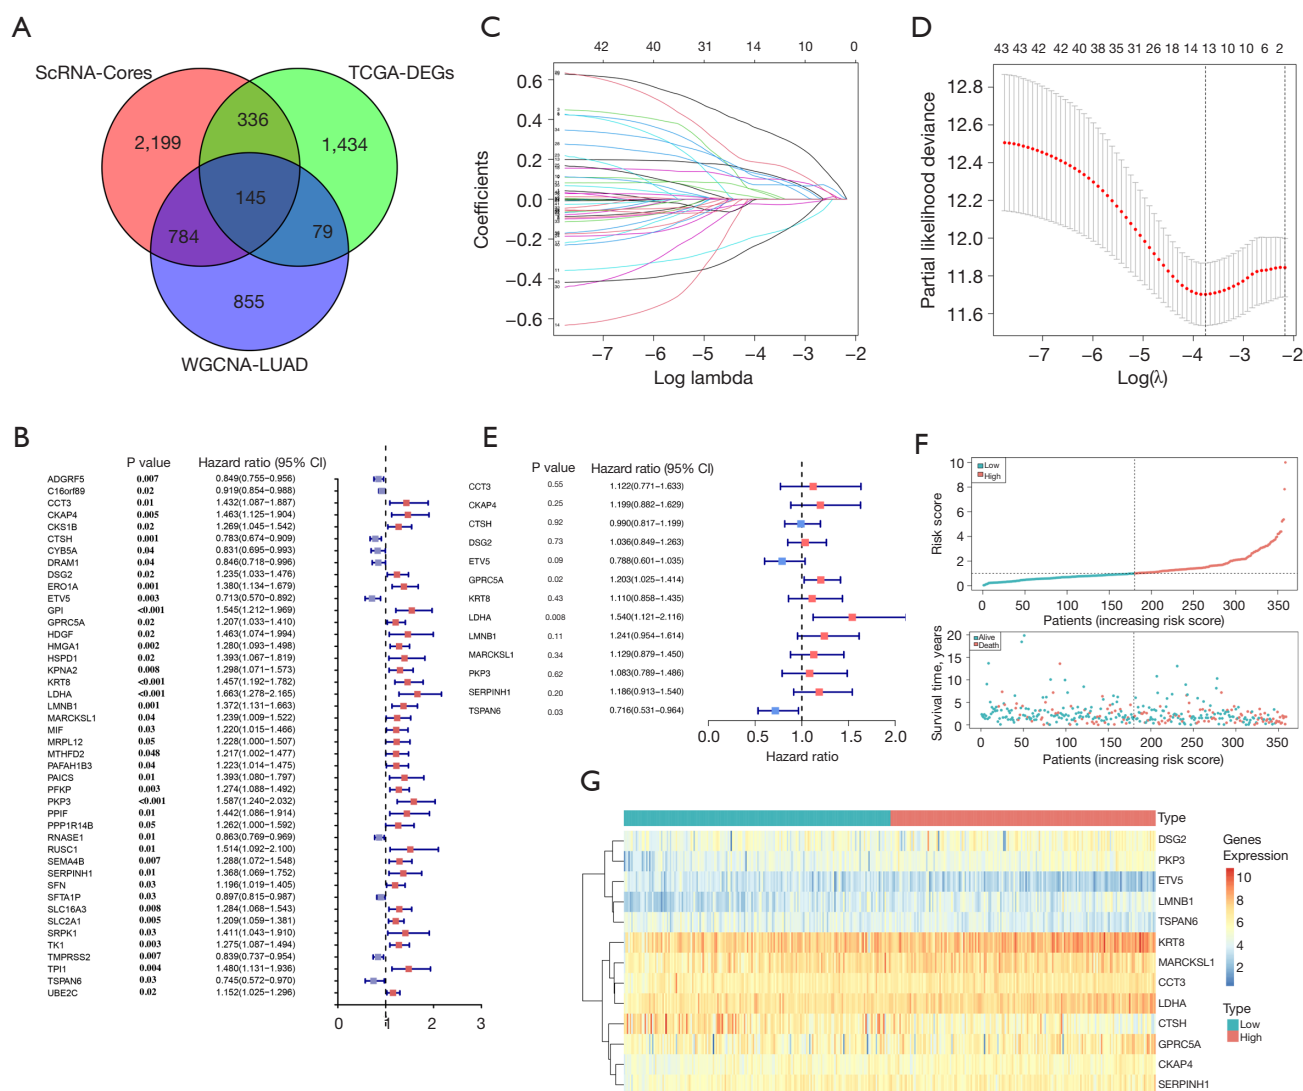 A
ScRNA-Cores
TCGA-DEGs
336
2,199
1,434
145
784
79
855
WGCNA-LUAD
C
42 40 31 14 10 0
Coefficients
0.6
0.4
0.2
0.0
−0.2
−0.4
−0.6
−7 −6 −5 −4 −3 −2
Log lambda
D
43 43 42 42 40 38 35 31 26 18 14 13 10 10 6 2
Partial likelihood deviance
12.8
12.6
12.4
12.2
12.0
11.8
11.6
−7 −6 −5 −4 −3 −2
Log(λ)
B
P value Hazard ratio (95% CI)
ADGRF5 0.007 0.849(0.755−0.956)
C16orf89 0.02 0.919(0.854−0.988)
CCT3 0.01 1.432(1.087−1.887)
CKAP4 0.005 1.463(1.125−1.904)
CKS1B 0.02 1.269(1.045−1.542)
CTSH 0.001 0.783(0.674−0.909)
CYB5A 0.04 0.831(0.695−0.993)
DRAM1 0.04 0.846(0.718−0.996)
DSG2 0.02 1.235(1.033−1.476)
ERO1A 0.001 1.380(1.134−1.679)
ETV5 0.003 0.713(0.570−0.892)
GPI <0.001 1.545(1.212−1.969)
GPRC5A 0.02 1.207(1.033−1.410)
HDGF 0.02 1.463(1.074−1.994)
HMGA1 0.002 1.280(1.093−1.498)
HSPD1 0.02 1.393(1.067−1.819)
KPNA2 0.008 1.298(1.071−1.573)
KRT8 <0.001 1.457(1.192−1.782)
LDHA <0.001 1.663(1.278−2.165)
LMNB1 0.001 1.372(1.131−1.663)
MARCKSL1 0.04 1.239(1.009−1.522)
MIF 0.03 1.220(1.015−1.466)
MRPL12 0.05 1.228(1.000−1.507)
MTHFD2 0.048 1.217(1.002−1.477)
PAFAH1B3 0.04 1.223(1.014−1.475)
PAICS 0.01 1.393(1.080−1.797)
PFKP 0.003 1.274(1.088−1.492)
PKP3 <0.001 1.587(1.240−2.032)
PPIF 0.01 1.442(1.086−1.914)
PPP1R14B 0.05 1.262(1.000−1.592)
RNASE1 0.01 0.863(0.769−0.969)
RUSC1 0.01 1.514(1.092−2.100)
SEMA4B 0.007 1.288(1.072−1.548)
SERPINH1 0.01 1.368(1.069−1.752)
SFN 0.03 1.196(1.019−1.405)
SFTA1P 0.03 0.897(0.815−0.987)
SLC16A3 0.008 1.284(1.068−1.543)
SLC2A1 0.005 1.209(1.059−1.381)
SRPK1 0.03 1.411(1.043−1.910)
TK1 0.003 1.275(1.087−1.494)
TMPRSS2 0.007 0.839(0.737−0.954)
TPI1 0.004 1.480(1.131−1.936)
TSPAN6 0.03 0.745(0.572−0.970)
UBE2C 0.02 1.152(1.025−1.296)
0 1 2 3
E
P value Hazard ratio (95% CI)
CCT3 0.55 1.122(0.771−1.633)
CKAP4 0.25 1.199(0.882−1.629)
CTSH 0.92 0.990(0.817−1.199)
DSG2 0.73 1.036(0.849−1.263)
ETV5 0.09 0.788(0.601−1.035)
GPRC5A 0.02 1.203(1.025−1.414)
KRT8 0.43 1.110(0.858−1.435)
LDHA 0.008 1.540(1.121−2.116)
LMNB1 0.11 1.241(0.954−1.614)
MARCKSL1 0.34 1.129(0.879−1.450)
PKP3 0.62 1.083(0.789−1.486)
SERPINH1 0.20 1.186(0.913−1.540)
TSPAN6 0.03 0.716(0.531−0.964)
0.0 0.5 1.0 1.5 2.0
Hazard ratio
F
Risk score
10
8
6
4
2
0
Low
High
0 50 100 150 200 250 300 350
Patients (increasing risk score)
Survival time, years
20
15
10
5
0
Alive
Death
0 50 100 150 200 250 300 350
Patients (increasing risk score)
G
Type
DSG2
PKP3
ETV5
LMNB1
TSPAN6
KRT8
MARCKSL1
CCT3
LDHA
CTSH
GPRC5A
CKAP4
SERPINH1
Genes
Expression
10
8
6
4
2
Type
Low
High